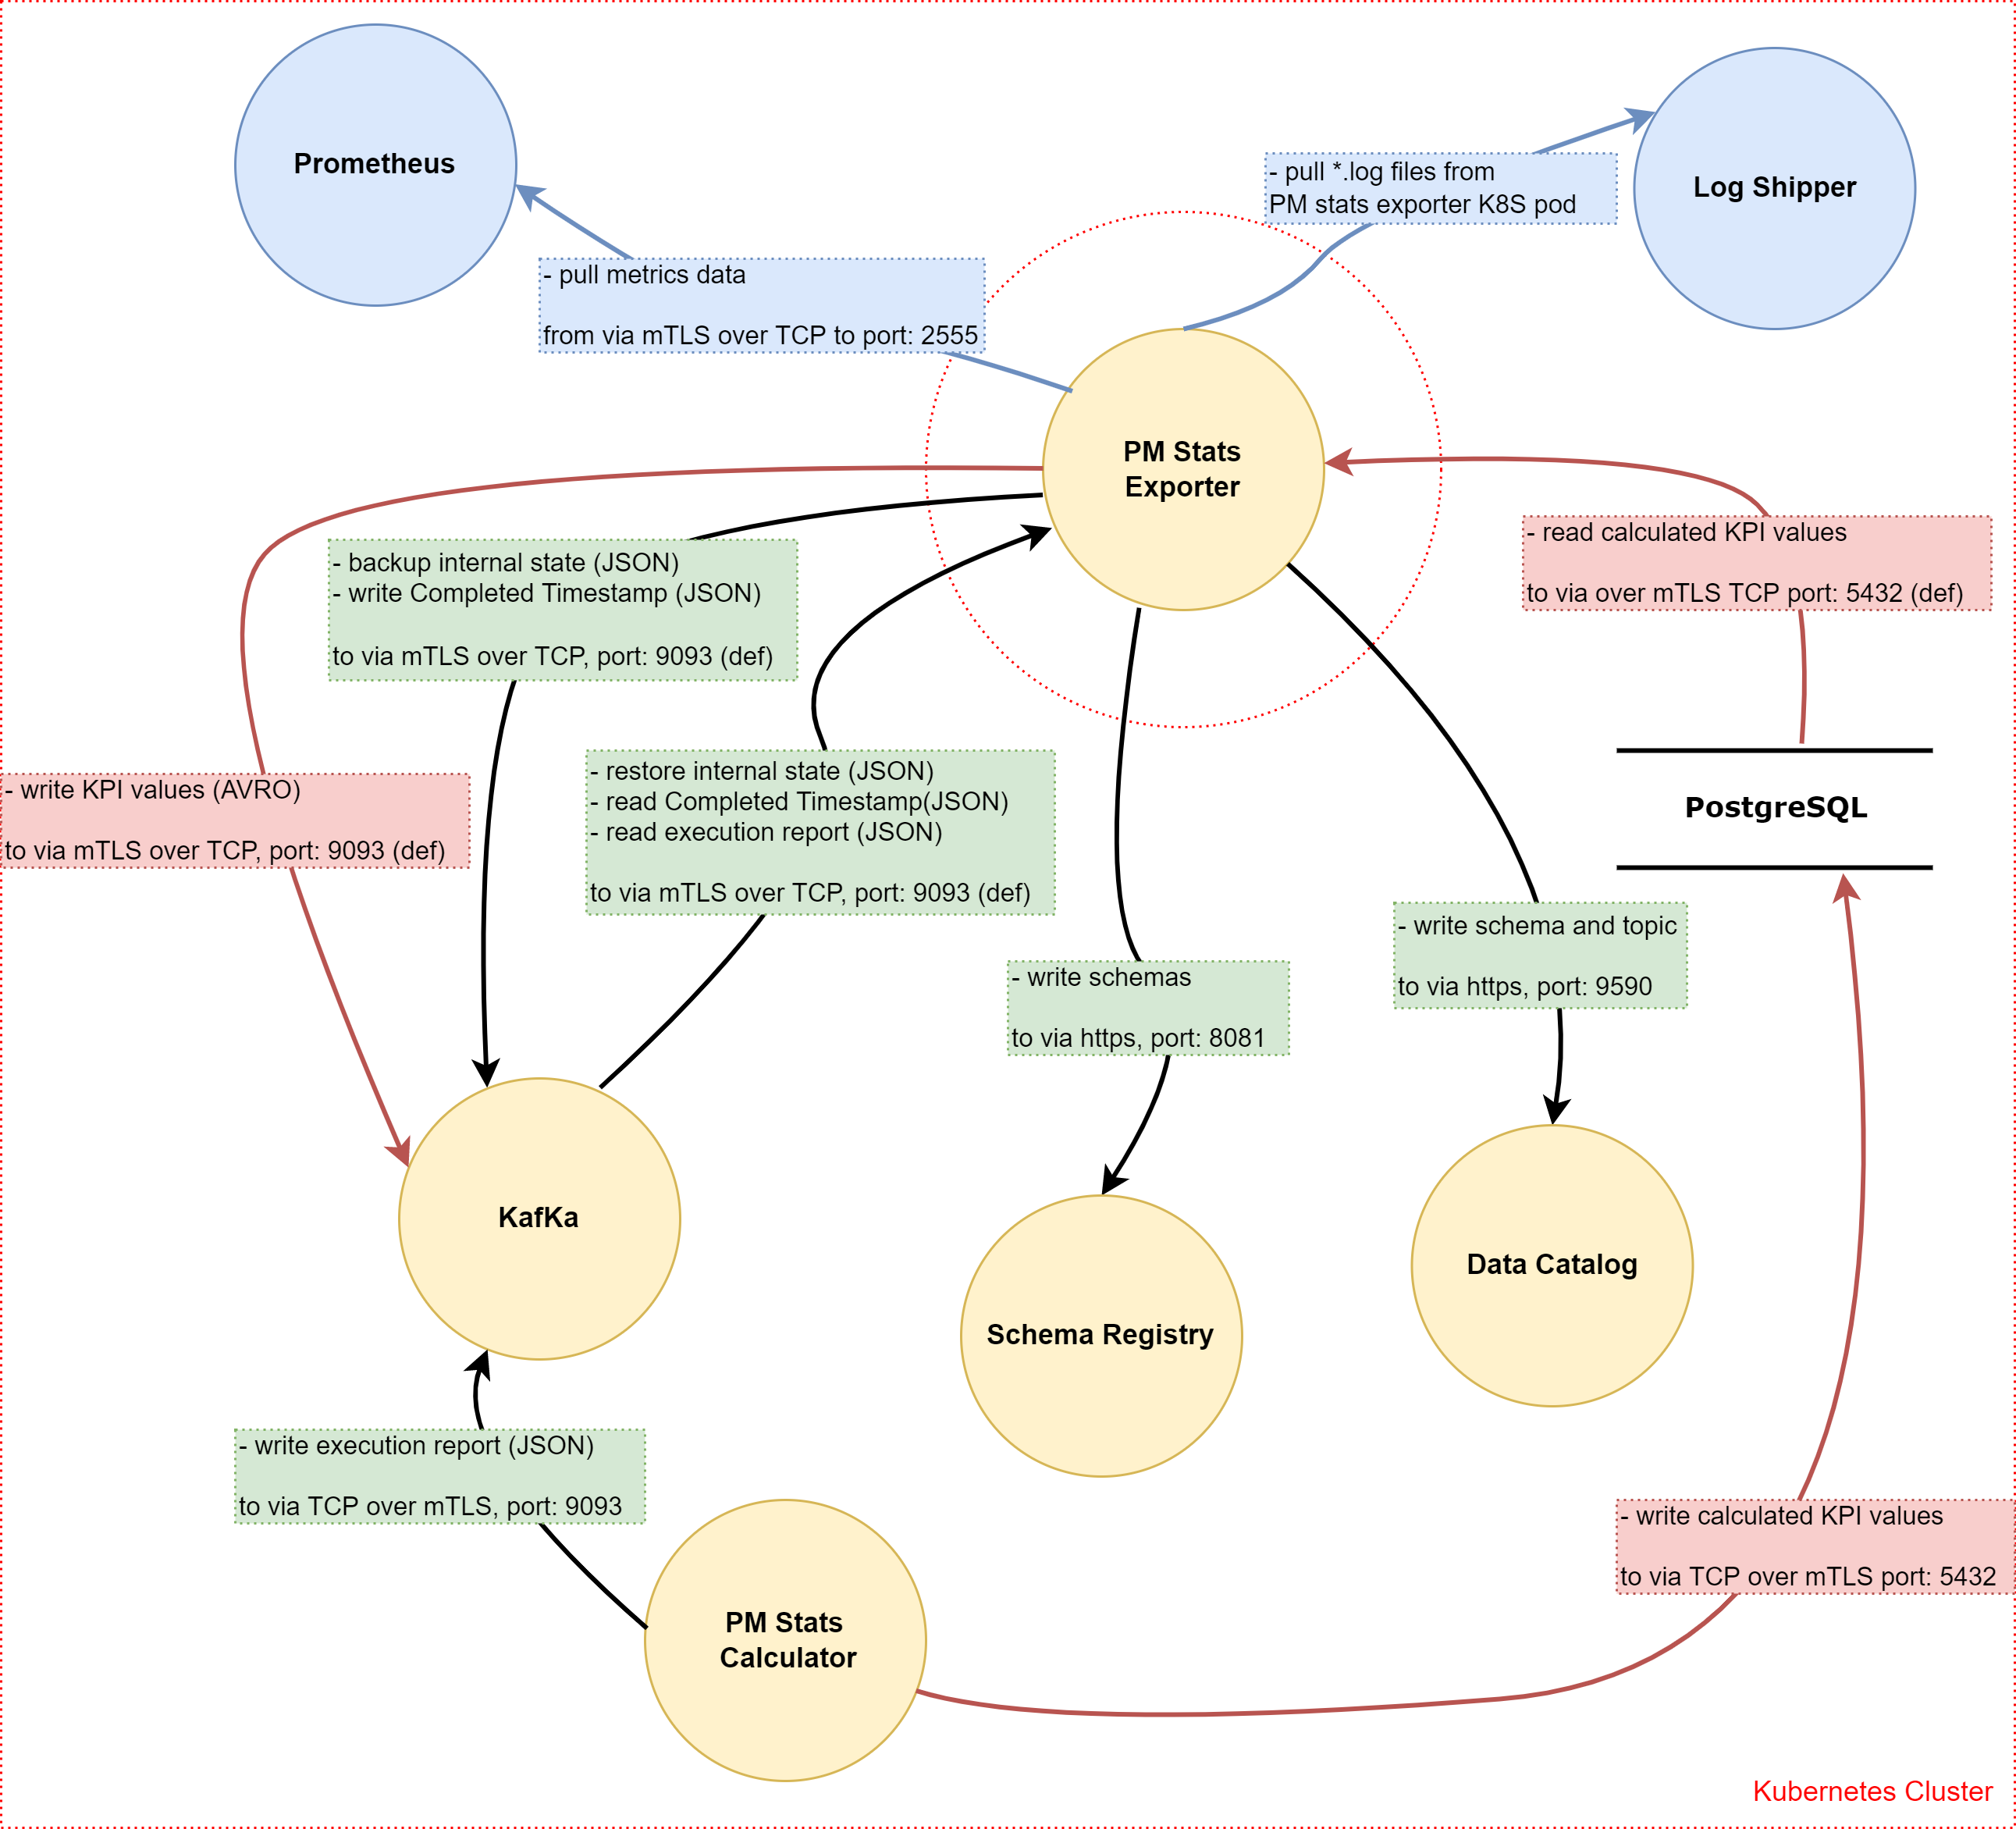 Prometheus
Log Shipper
- pull *.log files from
PM stats exporter K8S pod
- pull metrics data
from via mTLS over TCP to port: 2555
PM Stats
Exporter
- read calculated KPI values
to via over mTLS TCP port: 5432 (def)
- backup internal state (JSON)
- write Completed Timestamp (JSON)
to via mTLS over TCP, port: 9093 (def)
- write KPI values (AVRO)
to via mTLS over TCP, port: 9093 (def)
- restore internal state (JSON)
- read Completed Timestamp(JSON)
- read execution report (JSON)
to via mTLS over TCP, port: 9093 (def)
PostgreSQL
- write schemas
to via https, port: 8081
- write schema and topic
to via https, port: 9590
KafKa
Schema Registry
Data Catalog
- write execution report (JSON)
to via TCP over mTLS, port: 9093
PM Stats
Calculator
- write calculated KPI values
to via TCP over mTLS port: 5432
Kubernetes Cluster